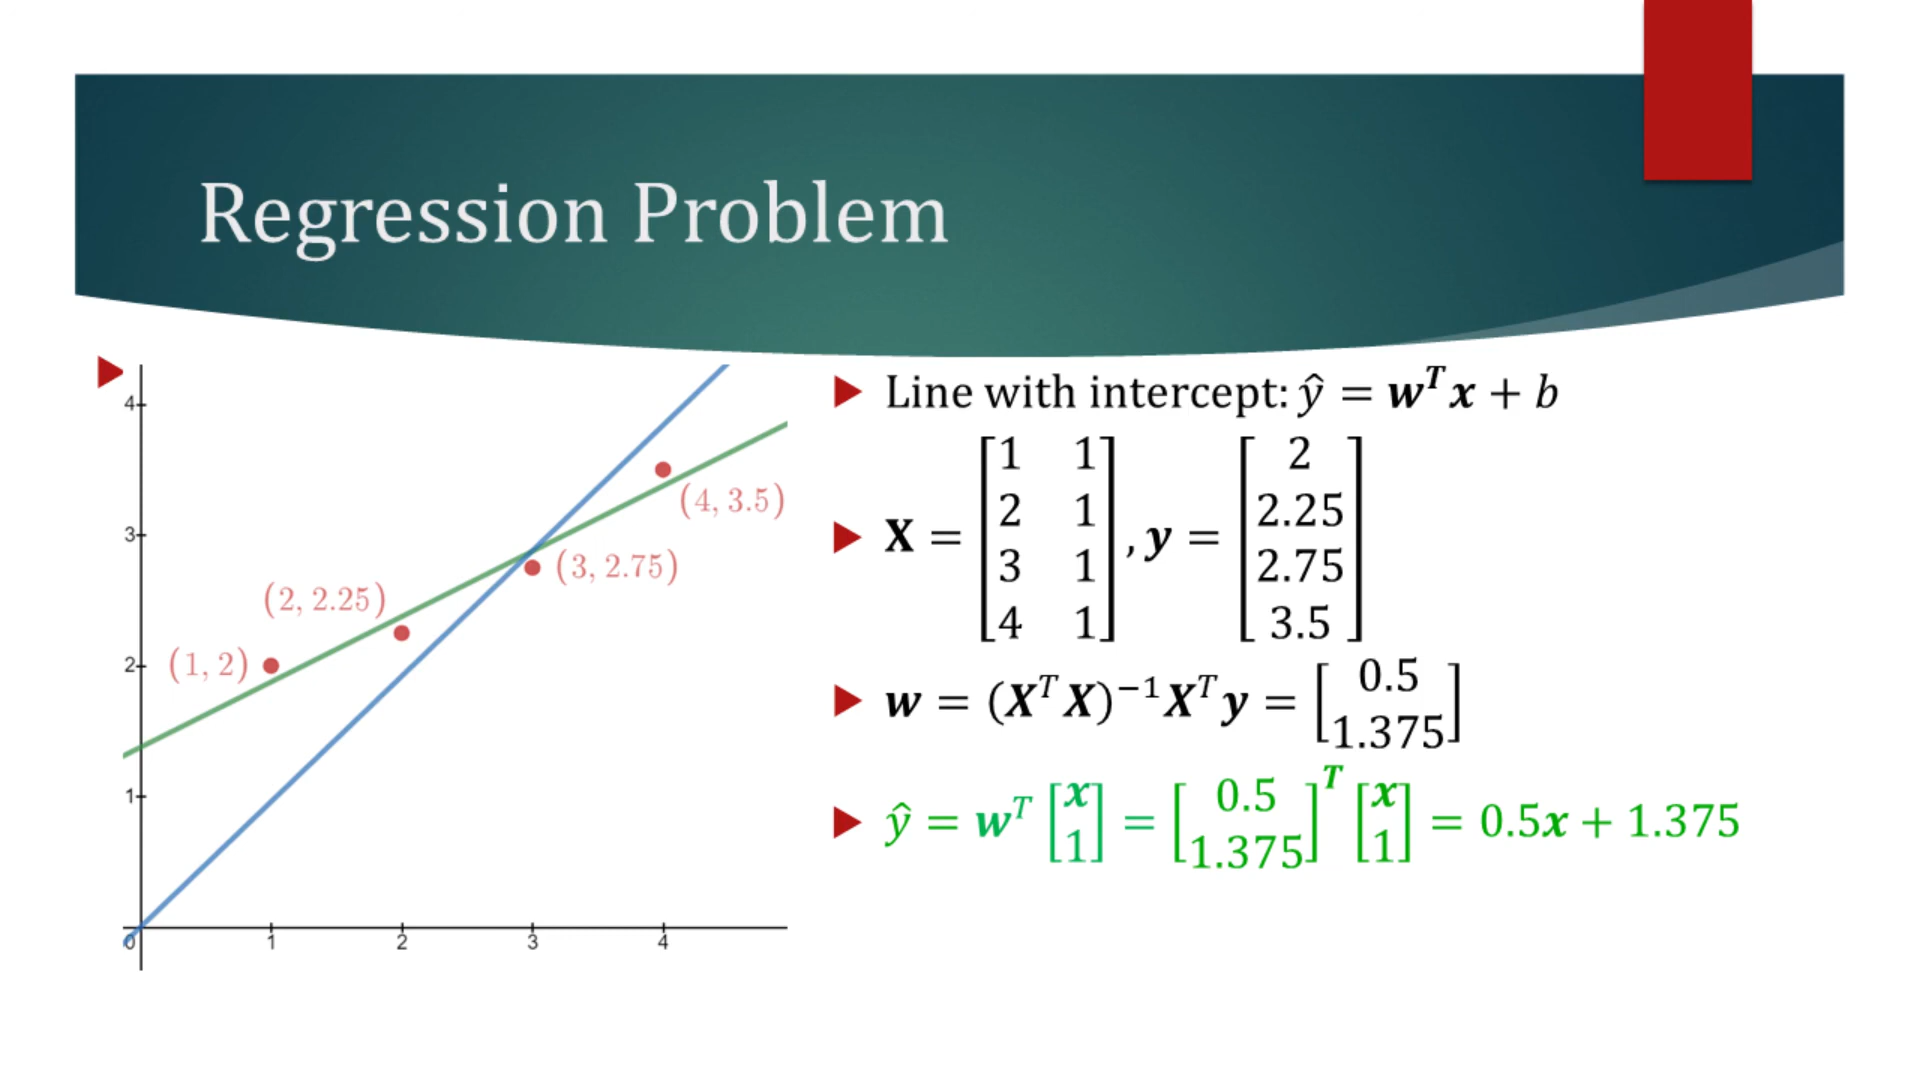 Regression Problem
4
3
2
1
0
1
2
3
4
(4, 3.5)
(3, 2.75)
(2, 2.25)
(1, 2)
Line with intercept: ŷ = wᵀx + b
X = [1 1; 2 1; 3 1; 4 1], y = [2; 2.25; 2.75; 3.5]
w = (XᵀX)⁻¹Xᵀy = [0.5; 1.375]
ŷ = wᵀ[x; 1] = [0.5; 1.375]ᵀ[x; 1] = 0.5x + 1.375